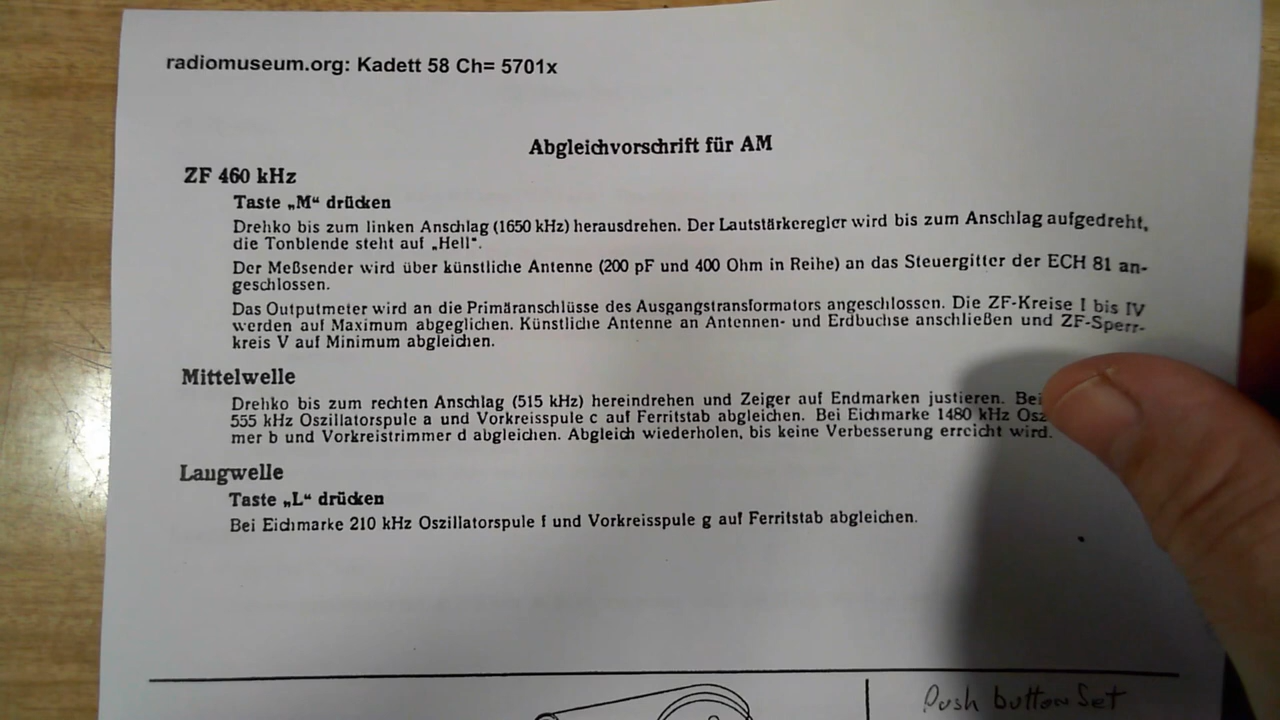 radiomuseum.org: Kadett 58 Ch= 5701x
Abgleichvorschrift für AM
ZF 460 kHz
Taste „M“ drücken
Drehko bis zum linken Anschlag (1650 kHz) herausdrehen. Der Lautstärkeregler wird bis zum Anschlag aufgedreht,
die Tonblende steht auf „Hell“.
Der Meßsender wird über künstliche Antenne (200 pF und 400 Ohm in Reihe) an das Steuergitter der ECH 81 an-
geschlossen.
Das Outputmeter wird an die Primäranschlüsse des Ausgangstransformators angeschlossen. Die ZF-Kreise I bis IV
werden auf Maximum abgeglichen. Künstliche Antenne an Antennen- und Erdbuchse anschließen und ZF-Sperr-
kreis V auf Minimum abgleichen.
Mittelwelle
Drehko bis zum rechten Anschlag (515 kHz) hereindrehen und Zeiger auf Endmarken justieren. Bei
555 kHz Oszillatorspule a und Vorkreisspule c auf Ferritstab abgleichen. Bei Eichmarke 1480 kHz Osz
mer b und Vorkreistrimmer d abgleichen. Abgleich wiederholen, bis keine Verbesserung erreicht wird.
Langwelle
Taste „L“ drücken
Bei Eichmarke 210 kHz Oszillatorspule f und Vorkreisspule g auf Ferritstab abgleichen.
Push button Set